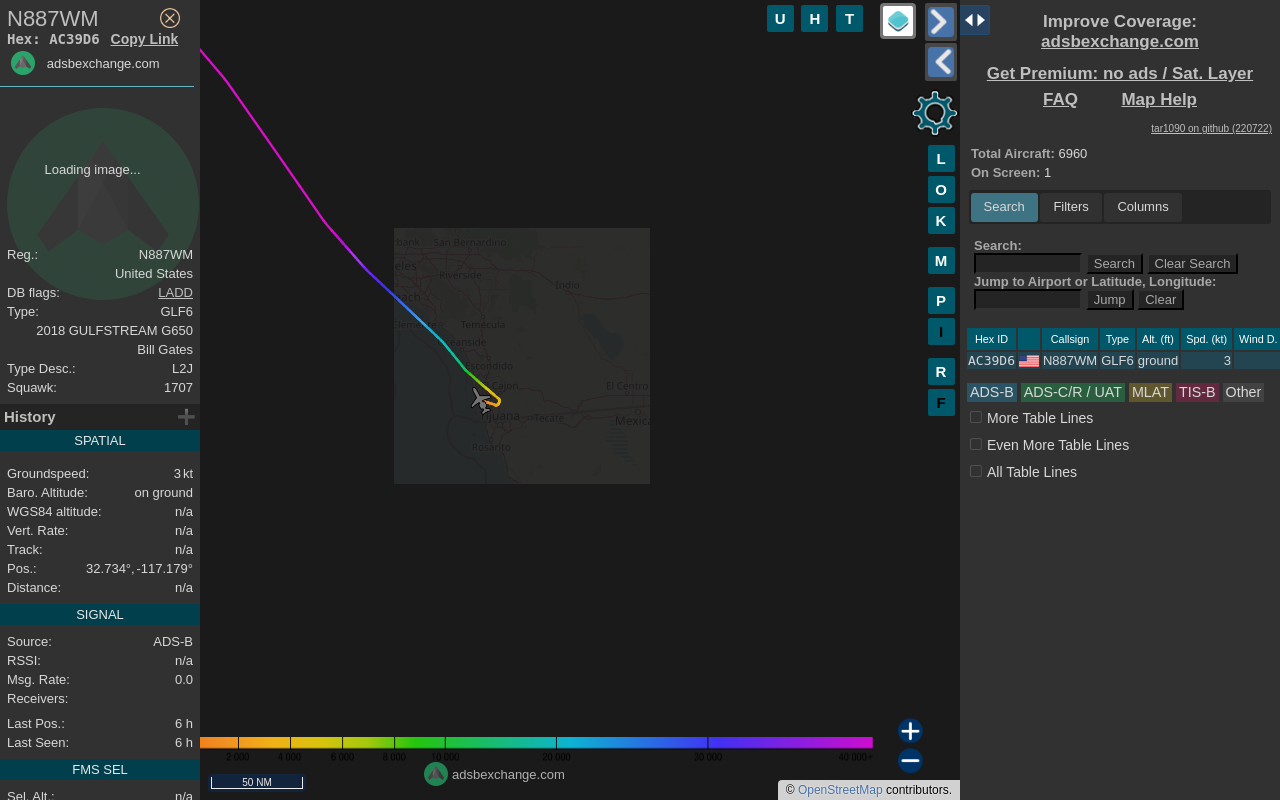 N887WM
Hex: AC39D6 Copy Link
adsbexchange.com
Loading image...
Reg.: N887WM
United States
DB flags: LADD
Type: GLF6
2018 GULFSTREAM G650
Bill Gates
Type Desc.: L2J
Squawk: 1707
History
SPATIAL
Groundspeed: 3 kt
Baro. Altitude: on ground
WGS84 altitude: n/a
Vert. Rate: n/a
Track: n/a
Pos.: 32.734°, -117.179°
Distance: n/a
SIGNAL
Source: ADS-B
RSSI: n/a
Msg. Rate: 0.0
Receivers:
Last Pos.: 6 h
Last Seen: 6 h
FMS SEL
Sel. Alt.: n/a
U H T
L
O
K
M
P
I
R
F
San Bernardino
Riverside
Indio
Temecula
Escondido
Cajon
El Centro
Tijuana
Tecate
Mexica
Rosarito
2 000 4 000 6 000 8 000 10 000 20 000 30 000 40 000+
50 NM
adsbexchange.com
© OpenStreetMap contributors.
Improve Coverage:
adsbexchange.com
Get Premium: no ads / Sat. Layer
FAQ Map Help
tar1090 on github (220722)
Total Aircraft: 6960
On Screen: 1
Search Filters Columns
Search:
Search Clear Search
Jump to Airport or Latitude, Longitude:
Jump Clear
Hex ID Callsign Type Alt. (ft) Spd. (kt) Wind D.
AC39D6 N887WM GLF6 ground 3
ADS-B ADS-C/R / UAT MLAT TIS-B Other
More Table Lines
Even More Table Lines
All Table Lines